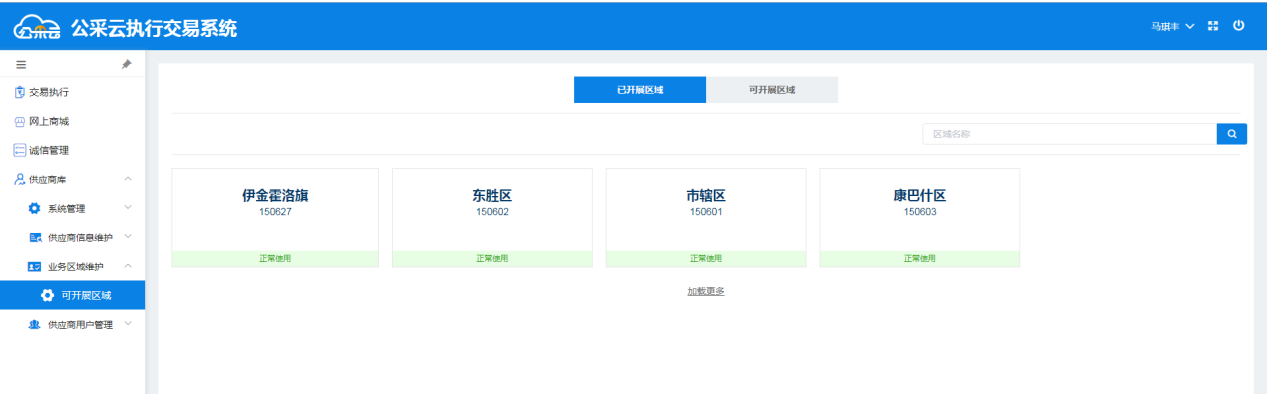 公采云 公采云执行交易系统
马琪丰
交易执行
网上商城
诚信管理
供应商库
系统管理
供应商信息维护
业务区域维护
可开展区域
供应商用户管理
已开展区域 可开展区域
区域名称
伊金霍洛旗
150627
正常使用
东胜区
150602
正常使用
市辖区
150601
正常使用
康巴什区
150603
正常使用
加载更多